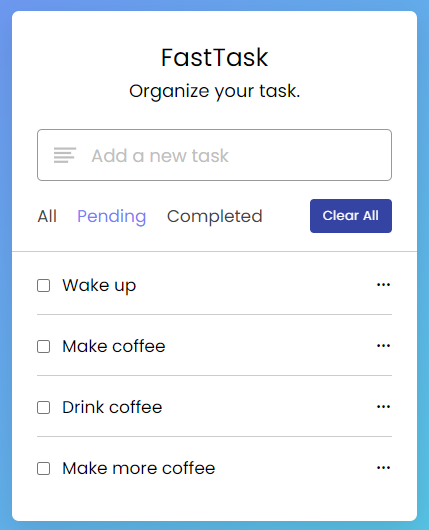 FastTask
Organize your task.
Add a new task
All Pending Completed Clear All
Wake up
Make coffee
Drink coffee
Make more coffee